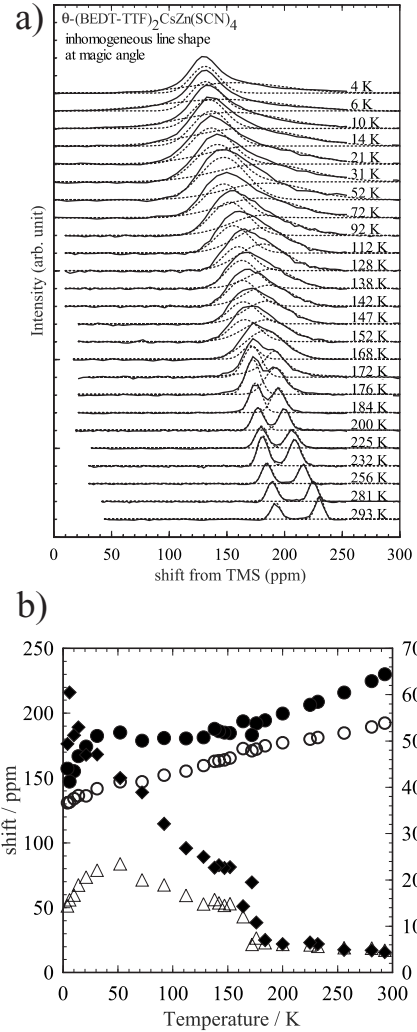 a)
θ-(BEDT-TTF)2CsZn(SCN)4
inhomogeneous line shape
at magic angle
4 K
6 K
10 K
14 K
21 K
31 K
52 K
72 K
92 K
112 K
128 K
138 K
142 K
147 K
152 K
168 K
172 K
176 K
184 K
200 K
225 K
232 K
256 K
281 K
293 K
Intensity (arb. unit)
0 50 100 150 200 250 300
shift from TMS (ppm)
b)
250 70
200 60
50
150 40
100 30
20
50 10
0 0
shift / ppm
0 50 100 150 200 250 300
Temperature / K